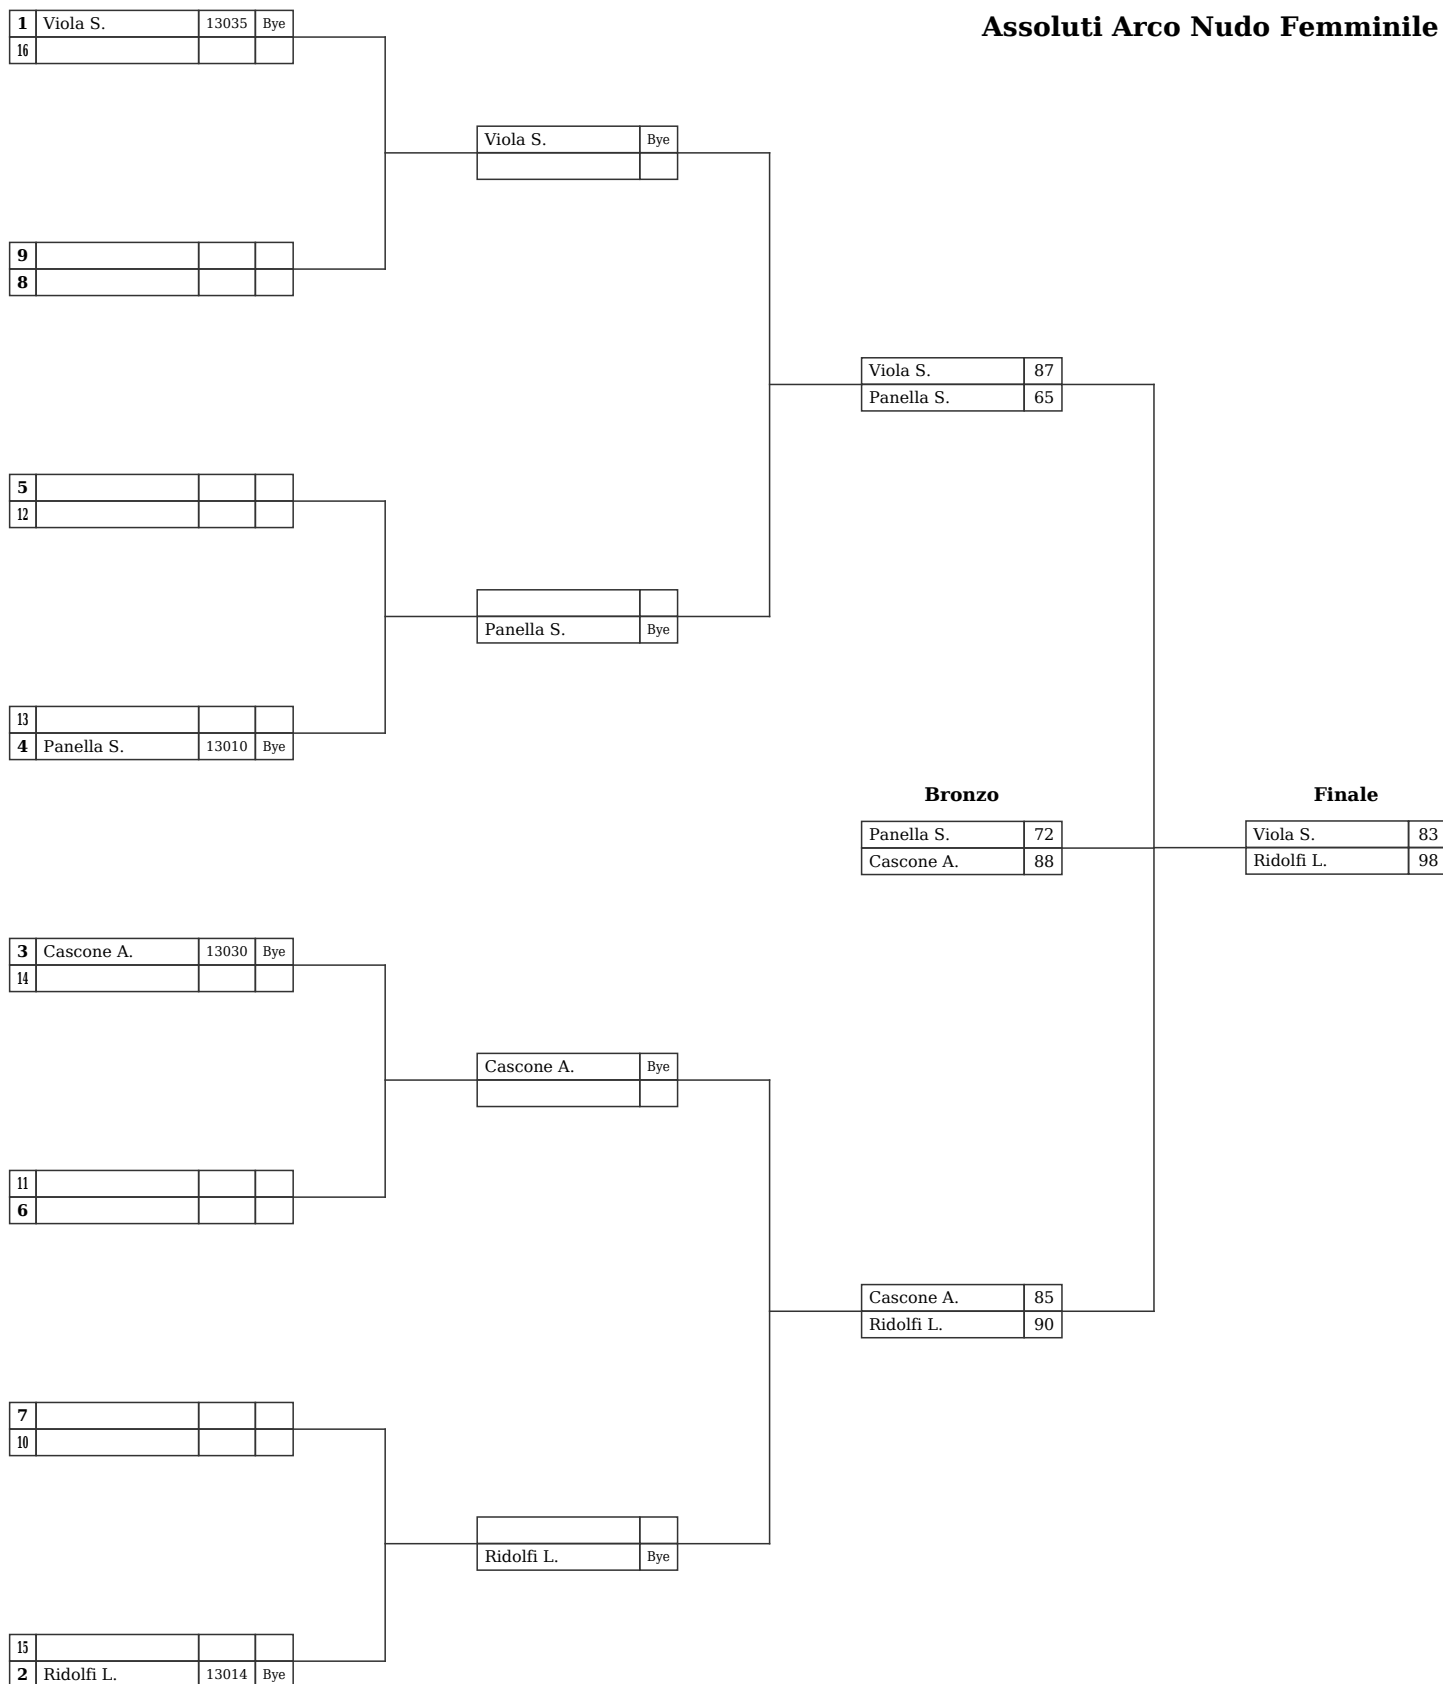 Assoluti Arco Nudo Femminile
1 Viola S. 13035 Bye
16
Viola S. Bye
9
8
Viola S. 87
Panella S. 65
5
12
Panella S. Bye
13
4 Panella S. 13010 Bye
Bronzo
Finale
Panella S. 72
Cascone A. 88
Viola S. 83
Ridolfi L. 98
3 Cascone A. 13030 Bye
14
Cascone A. Bye
11
6
Cascone A. 85
Ridolfi L. 90
7
10
Ridolfi L. Bye
15
2 Ridolfi L. 13014 Bye